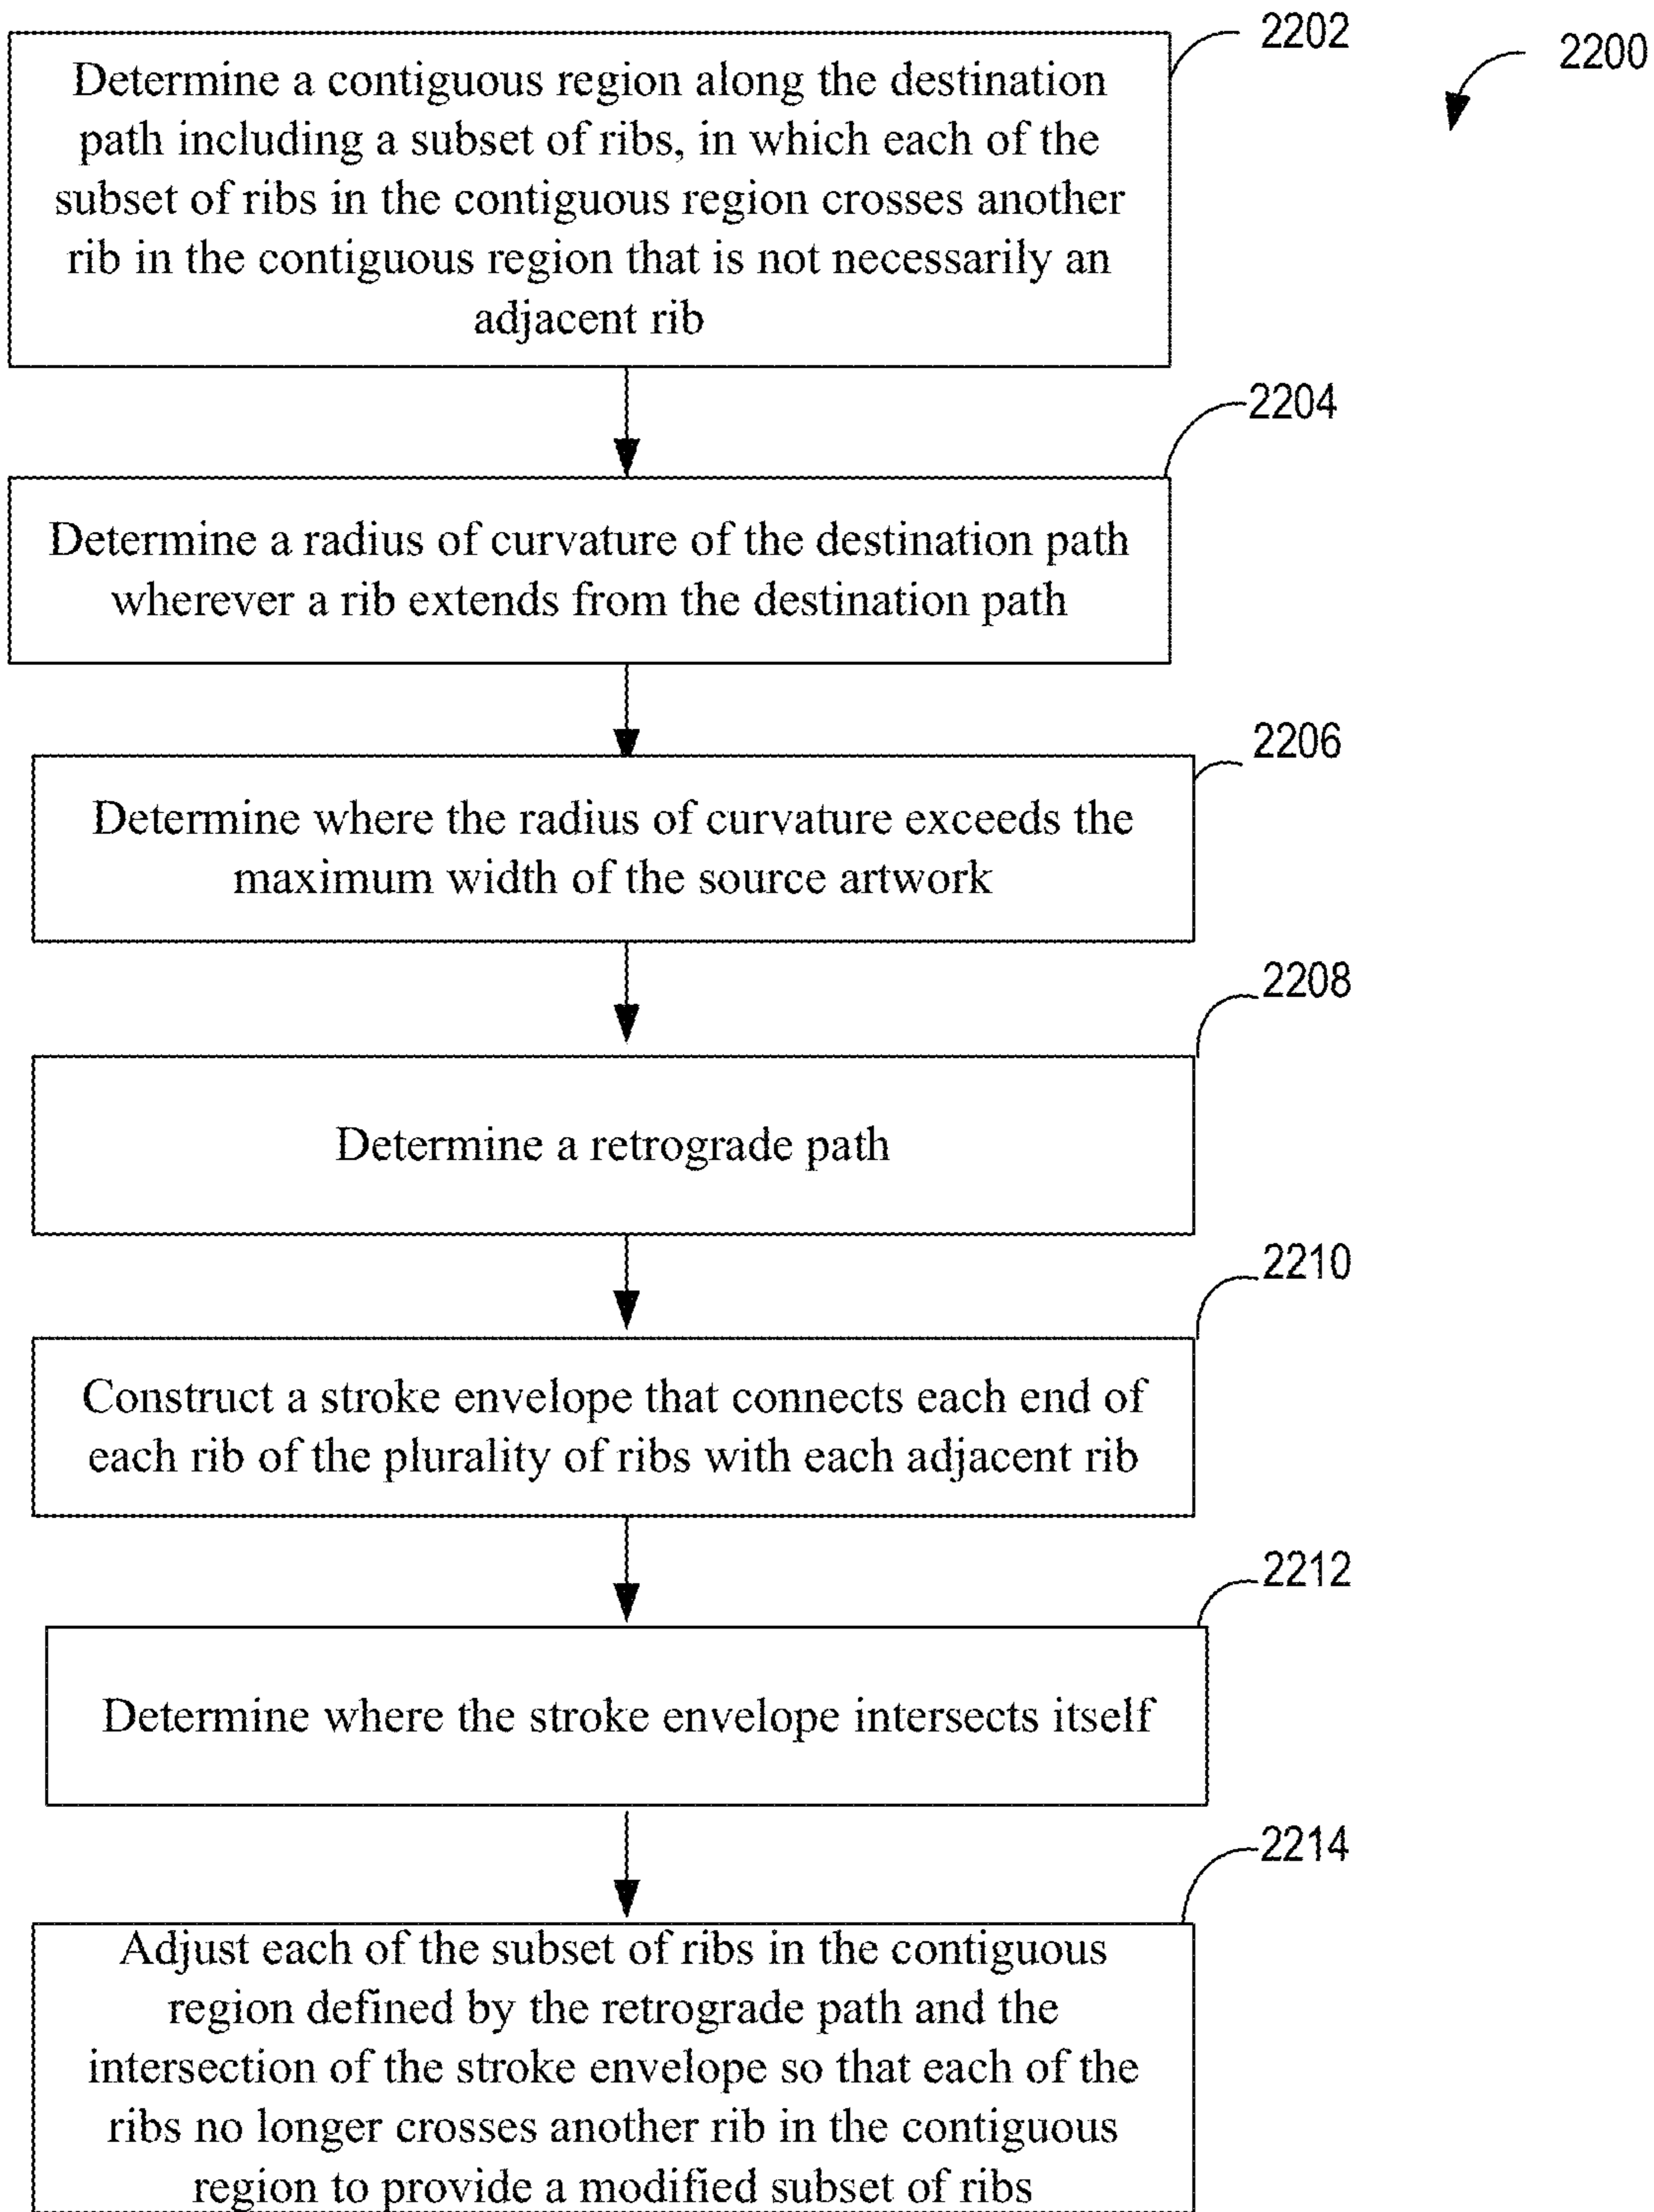 2202
2200
Determine a contiguous region along the destination
path including a subset of ribs, in which each of the
subset of ribs in the contiguous region crosses another
rib in the contiguous region that is not necessarily an
adjacent rib
2204
Determine a radius of curvature of the destination path
wherever a rib extends from the destination path
2206
Determine where the radius of curvature exceeds the
maximum width of the source artwork
2208
Determine a retrograde path
2210
Construct a stroke envelope that connects each end of
each rib of the plurality of ribs with each adjacent rib
2212
Determine where the stroke envelope intersects itself
2214
Adjust each of the subset of ribs in the contiguous
region defined by the retrograde path and the
intersection of the stroke envelope so that each of the
ribs no longer crosses another rib in the contiguous
region to provide a modified subset of ribs